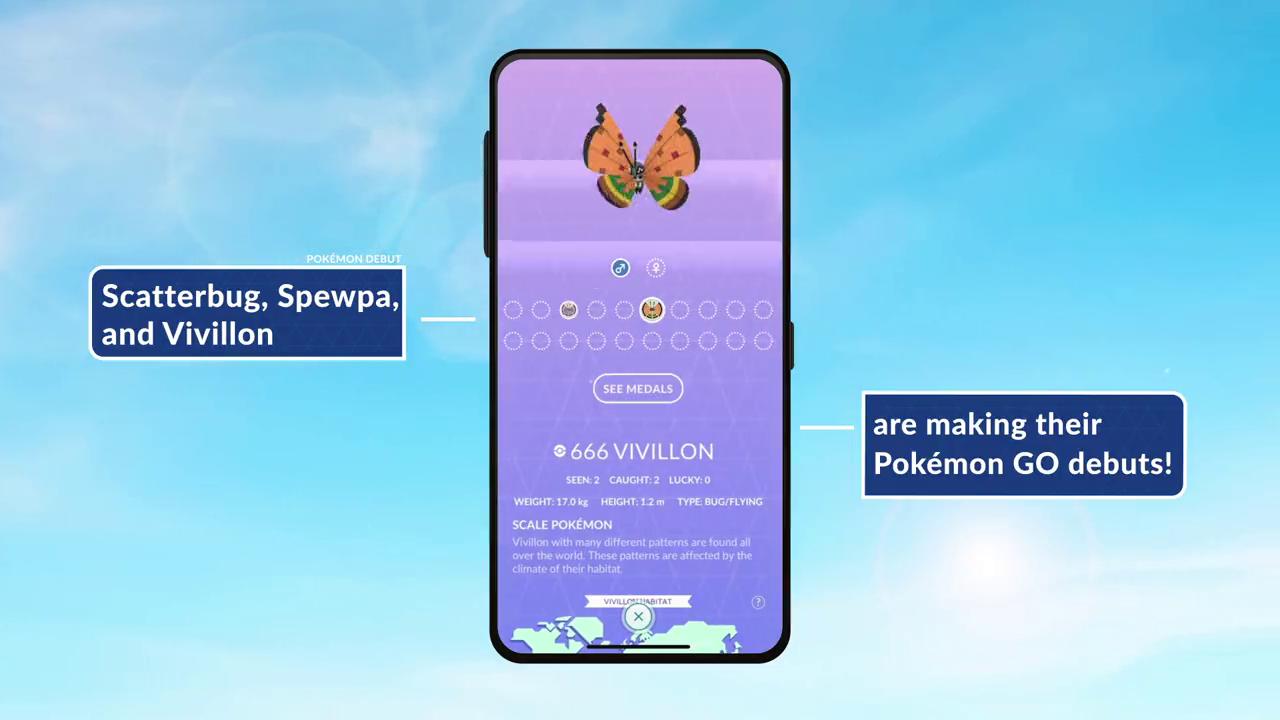 POKÉMON DEBUT
Scatterbug, Spewpa,
and Vivillon
are making their
Pokémon GO debuts!
SEE MEDALS
666 VIVILLON
SEEN: 2 CAUGHT: 2 LUCKY: 0
WEIGHT: 17.0 kg HEIGHT: 1.2 m TYPE: BUG/FLYING
SCALE POKÉMON
Vivillon with many different patterns are found all
over the world. These patterns are affected by the
climate of their habitat.
VIVILLON HABITAT
?